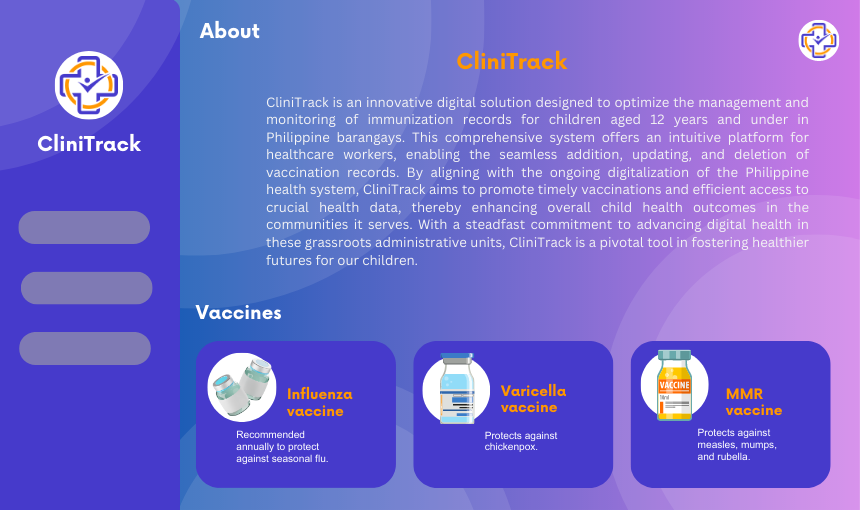 About
CliniTrack
CliniTrack
CliniTrack is an innovative digital solution designed to optimize the management and
monitoring of immunization records for children aged 12 years and under in
Philippine barangays. This comprehensive system offers an intuitive platform for
healthcare workers, enabling the seamless addition, updating, and deletion of
vaccination records. By aligning with the ongoing digitalization of the Philippine
health system, CliniTrack aims to promote timely vaccinations and efficient access to
crucial health data, thereby enhancing overall child health outcomes in the
communities it serves. With a steadfast commitment to advancing digital health in
these grassroots administrative units, CliniTrack is a pivotal tool in fostering healthier
futures for our children.
Vaccines
Influenza
vaccine
Recommended
annually to protect
against seasonal flu.
Varicella
vaccine
Protects against
chickenpox.
VACCINE
MMR
vaccine
Protects against
measles, mumps,
and rubella.